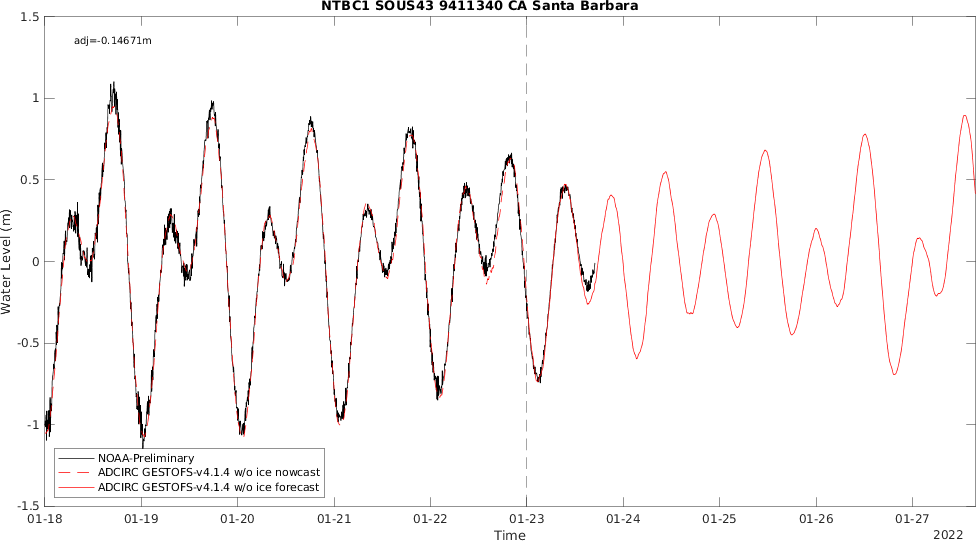 NTBC1 SOUS43 9411340 CA Santa Barbara
adj=-0.14671m
1.5
1
0.5
0
-0.5
-1
-1.5
Water Level (m)
NOAA-Preliminary
ADCIRC GESTOFS-v4.1.4 w/o ice nowcast
ADCIRC GESTOFS-v4.1.4 w/o ice forecast
01-18 01-19 01-20 01-21 01-22 01-23 01-24 01-25 01-26 01-27
Time
2022